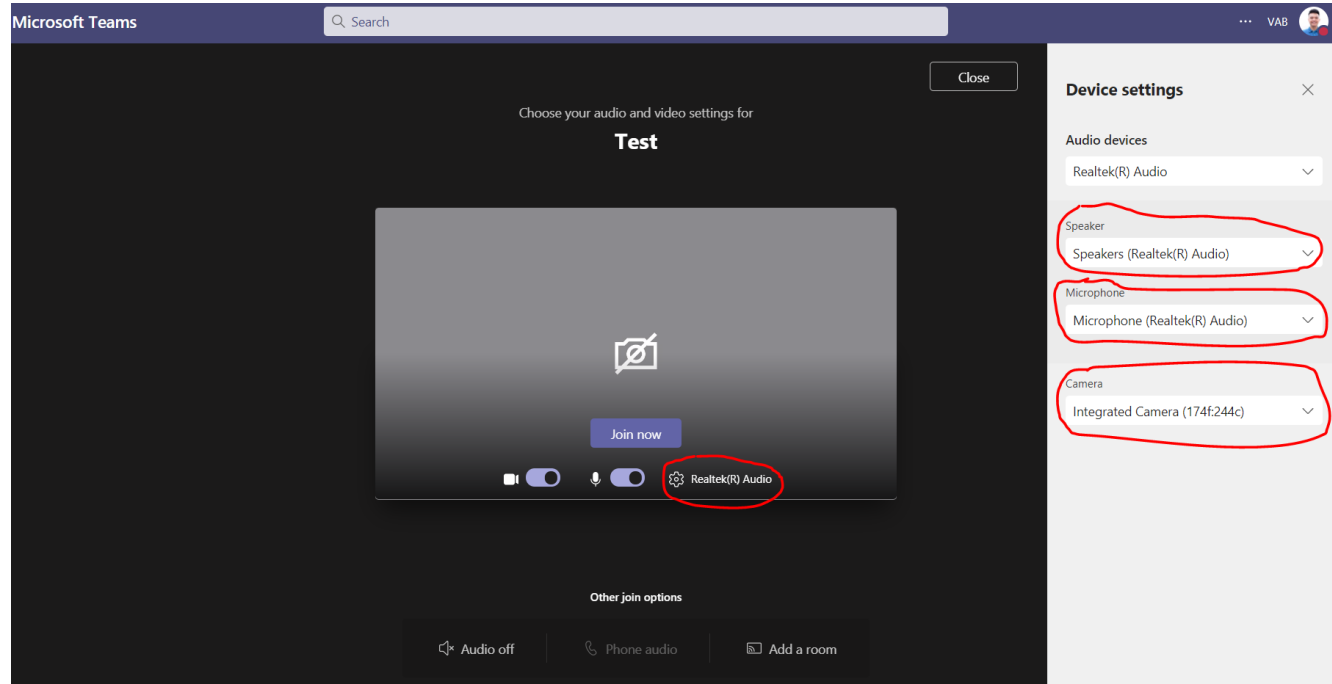 Microsoft Teams
Search
... VAB
Close
Choose your audio and video settings for
Test
Join now
Realtek(R) Audio
Other join options
Audio off
Phone audio
Add a room
Device settings
Audio devices
Realtek(R) Audio
Speaker
Speakers (Realtek(R) Audio)
Microphone
Microphone (Realtek(R) Audio)
Camera
Integrated Camera (174f:244c)